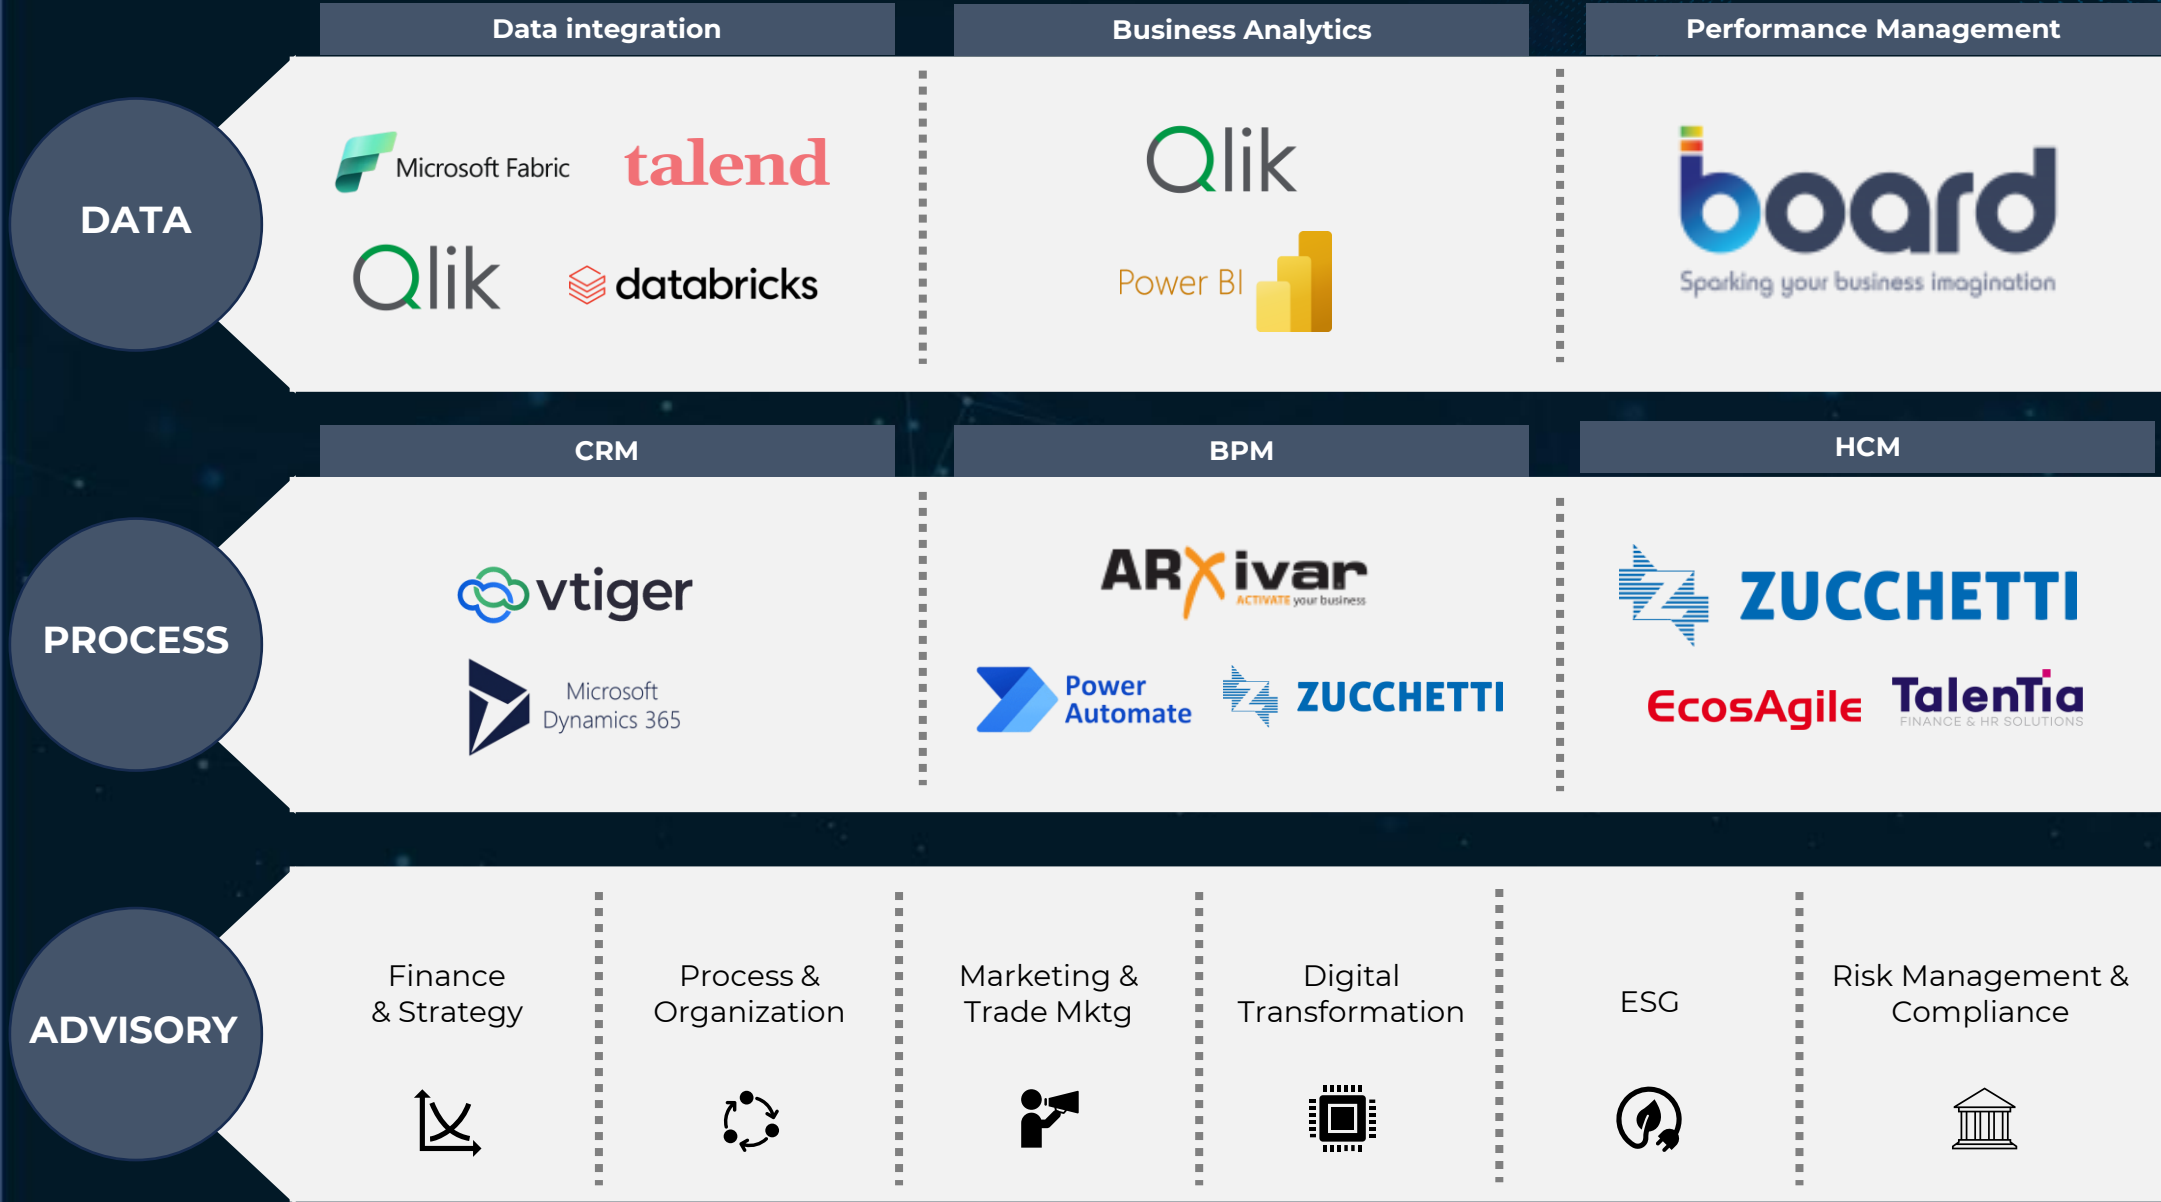 Data integration
Business Analytics
Performance Management
DATA
Microsoft Fabric
talend
Qlik
databricks
Qlik
Power BI
board
Sparking your business imagination
CRM
BPM
HCM
PROCESS
vtiger
Microsoft
Dynamics 365
ARXivar
ACTIVATE your business
Power
Automate
ZUCCHETTI
ZUCCHETTI
EcosAgile
TalenTia
FINANCE & HR SOLUTIONS
ADVISORY
Finance
& Strategy
Process &
Organization
Marketing &
Trade Mktg
Digital
Transformation
ESG
Risk Management &
Compliance